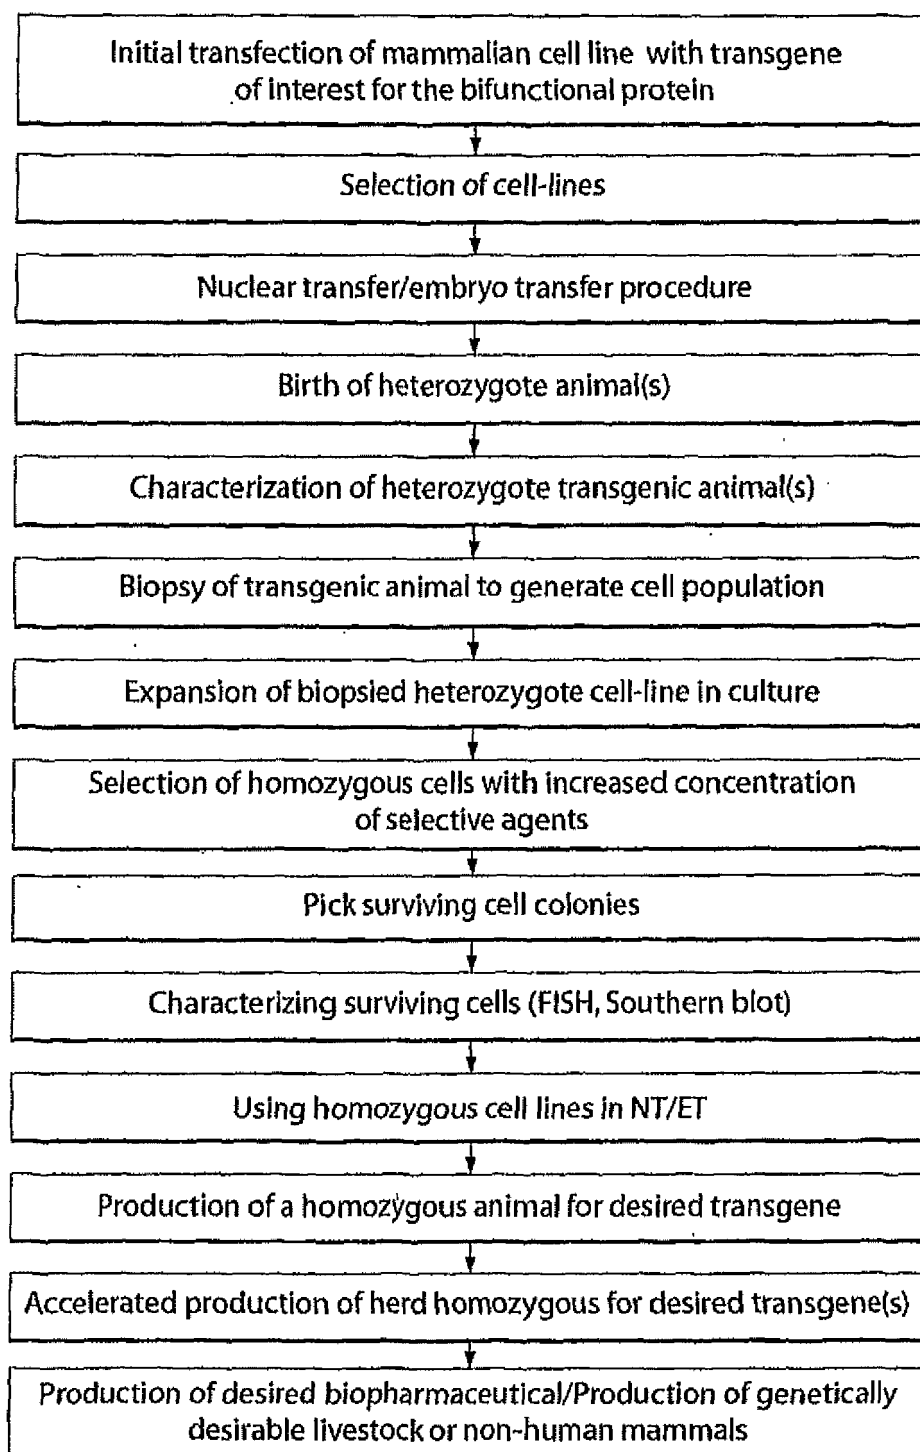 Initial transfection of mammalian cell line with transgene
of interest for the bifunctional protein
Selection of cell-lines
Nuclear transfer/embryo transfer procedure
Birth of heterozygote animal(s)
Characterization of heterozygote transgenic animal(s)
Biopsy of transgenic animal to generate cell population
Expansion of biopsied heterozygote cell-line in culture
Selection of homozygous cells with increased concentration
of selective agents
Pick surviving cell colonies
Characterizing surviving cells (FISH, Southern blot)
Using homozygous cell lines in NT/ET
Production of a homozygous animal for desired transgene
Accelerated production of herd homozygous for desired transgene(s)
Production of desired biopharmaceutical/Production of genetically
desirable livestock or non-human mammals